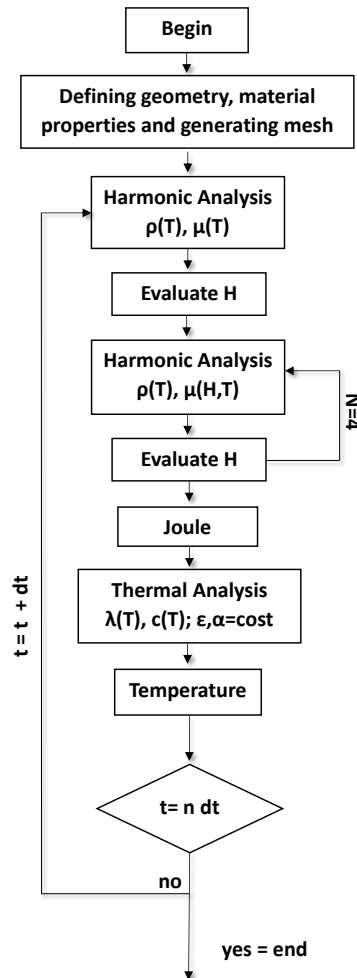 Begin
Defining geometry, material
properties and generating mesh
Harmonic Analysis
ρ(T), μ(T)
Evaluate H
Harmonic Analysis
ρ(T), μ(H,T)
N=4
Evaluate H
Joule
Thermal Analysis
λ(T), c(T); ε,α=cost
t = t + dt
Temperature
t= n dt
no
yes = end